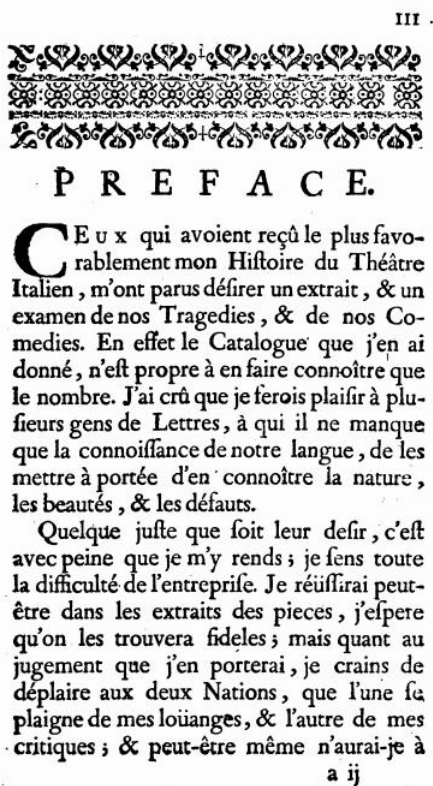 III
PREFACE.
CEux qui avoient reçû le plus favo-
rablement mon Hiſtoire du Théâtre
Italien, m'ont parus déſirer un extrait, & un
examen de nos Tragedies, & de nos Co-
medies. En effet le Catalogue que j'en ai
donné, n'eſt propre à en faire connoître que
le nombre. J'ai crû que je ferois plaiſir à plu-
ſieurs gens de Lettres, à qui il ne manque
que la connoiſſance de notre langue, de les
mettre à portée d'en connoître la nature,
les beautés, & les défauts.
Quelque juſte que ſoit leur deſir, c'eſt
avec peine que je m'y rends; je ſens toute
la difficulté de l'entrepriſe. Je réüſſirai peut-
être dans les extraits des pieces, j'eſpere
qu'on les trouvera fideles; mais quant au
jugement que j'en porterai, je crains de
déplaire aux deux Nations, que l'une ſe
plaigne de mes loüanges, & l'autre de mes
critiques; & peut-être même n'aurai-je à
a ij